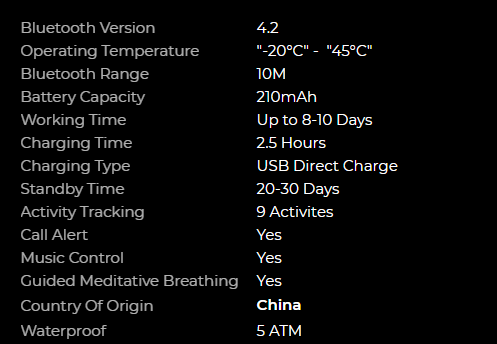 Bluetooth Version 4.2
Operating Temperature "-20°C" - "45°C"
Bluetooth Range 10M
Battery Capacity 210mAh
Working Time Up to 8-10 Days
Charging Time 2.5 Hours
Charging Type USB Direct Charge
Standby Time 20-30 Days
Activity Tracking 9 Activites
Call Alert Yes
Music Control Yes
Guided Meditative Breathing Yes
Country Of Origin China
Waterproof 5 ATM